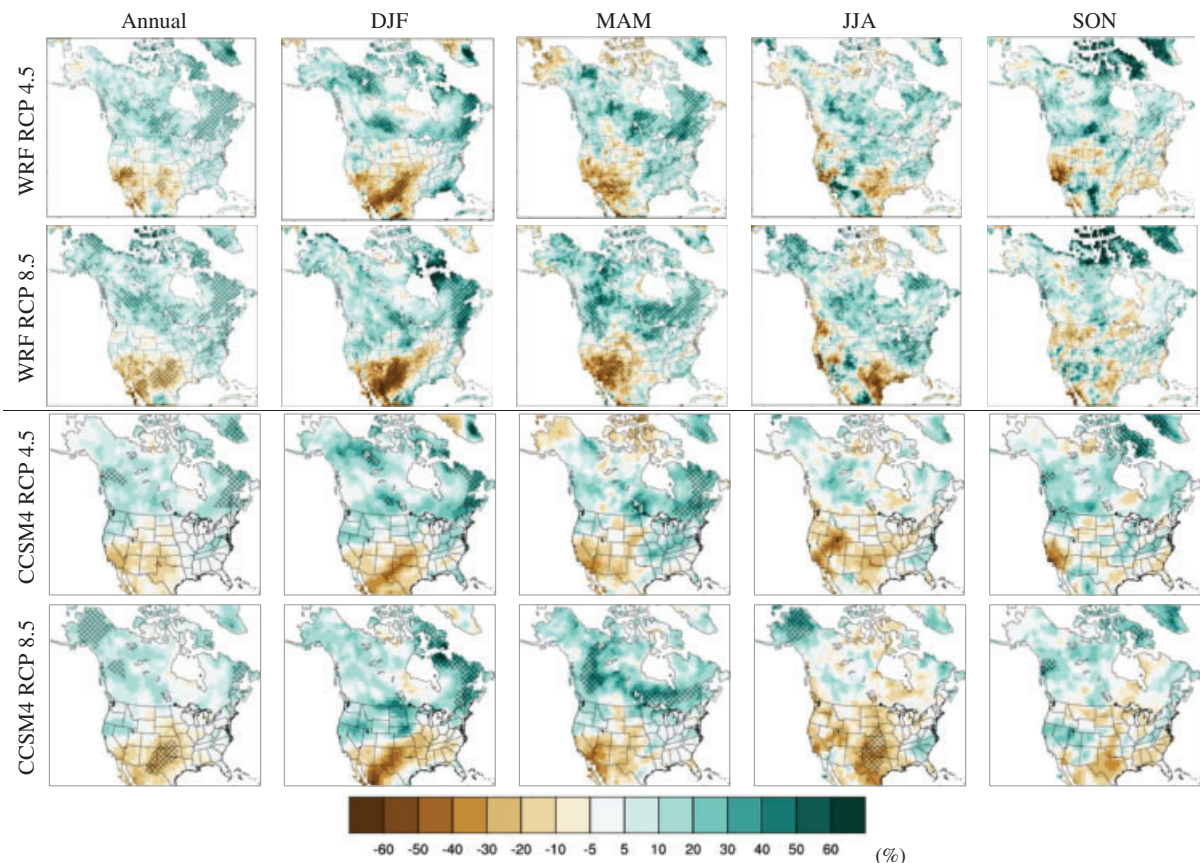 Annual DJF MAM JJA SON
WRF RCP 4.5
WRF RCP 8.5
CCSM4 RCP 4.5
CCSM4 RCP 8.5
-60 -50 -40 -30 -20 -10 -5 5 10 20 30 40 50 60 (%)